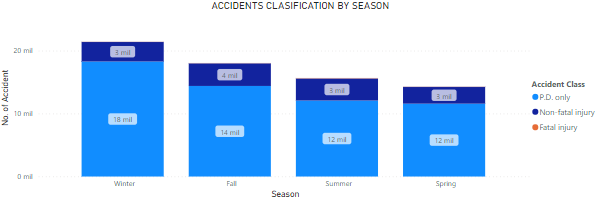 ACCIDENTS CLASIFICATION BY SEASON
No. of Accident
20 mil
10 mil
0 mil
3 mil
4 mil
3 mil
3 mil
18 mil
14 mil
12 mil
12 mil
Winter
Fall
Summer
Spring
Season
Accident Class
P.D. only
Non-fatal injury
Fatal injury